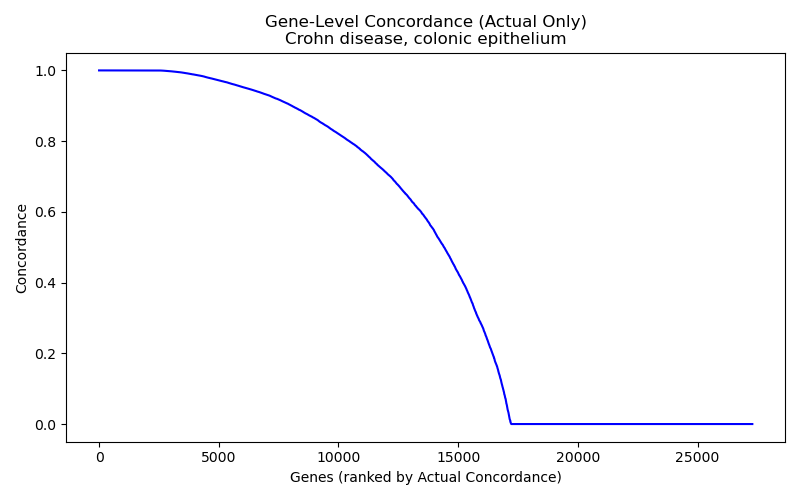 Gene-Level Concordance (Actual Only)
Crohn disease, colonic epithelium
1.0
0.8
0.6
0.4
0.2
0.0
Concordance
0 5000 10000 15000 20000 25000
Genes (ranked by Actual Concordance)